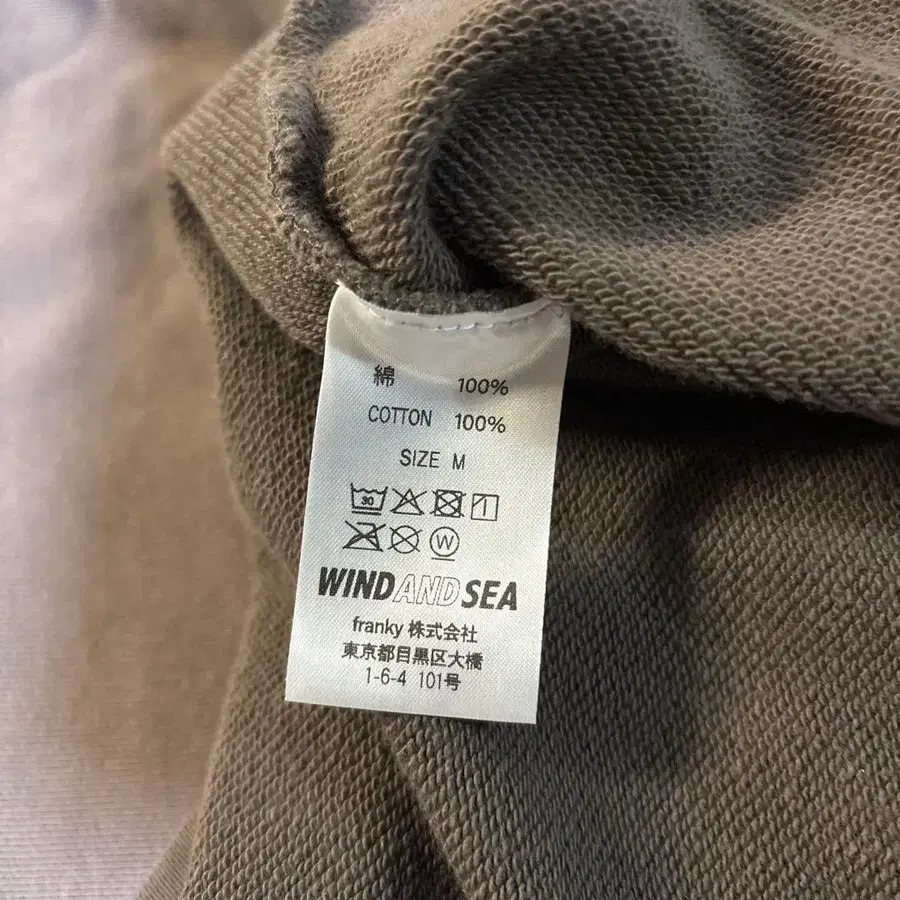 綿 100%
COTTON 100%
SIZE M
30
W
WIND AND SEA
franky 株式会社
東京都目黒区大橋
1-6-4 101号